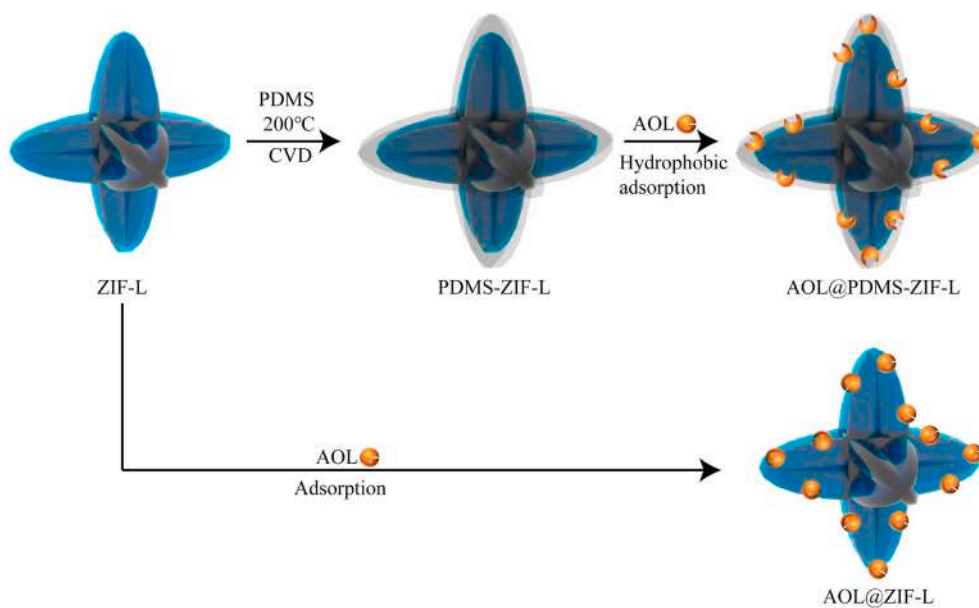 PDMS
200℃
CVD
AOL
Hydrophobic
adsorption
ZIF-L
PDMS-ZIF-L
AOL@PDMS-ZIF-L
AOL
Adsorption
AOL@ZIF-L